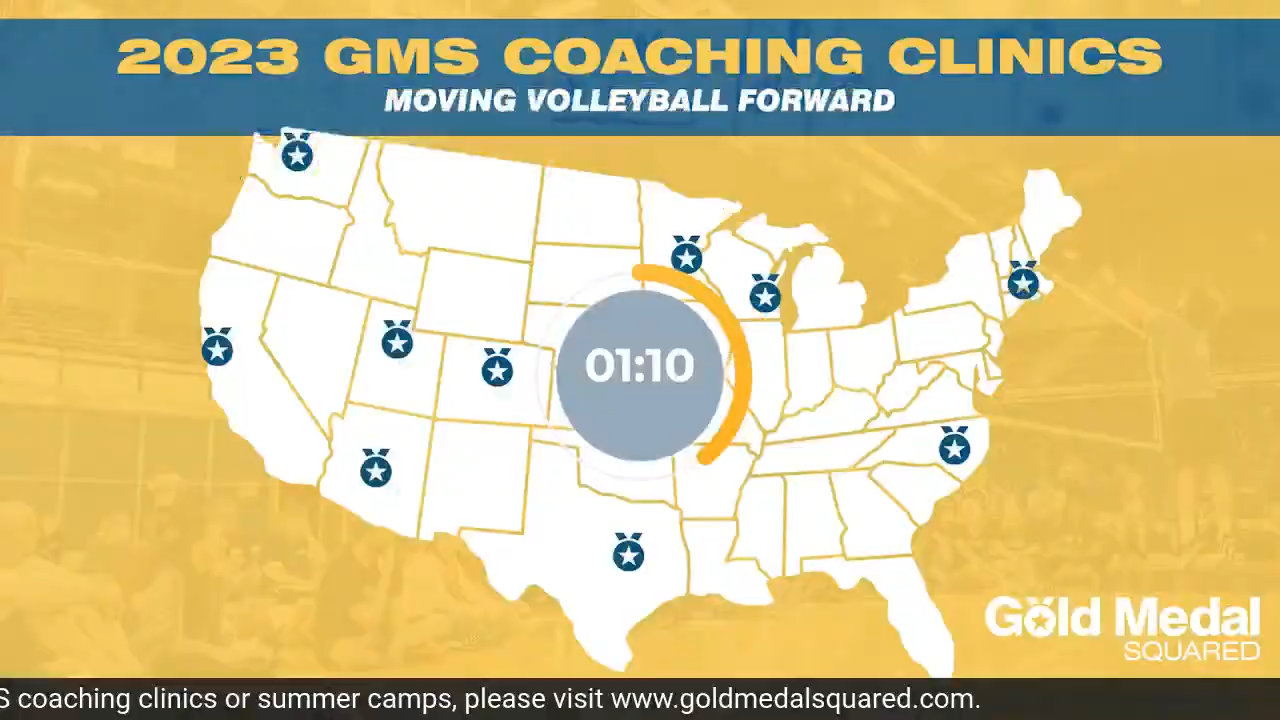 2023 GMS COACHING CLINICS
MOVING VOLLEYBALL FORWARD
01:10
Gold Medal
SQUARED
S coaching clinics or summer camps, please visit www.goldmedalsquared.com.